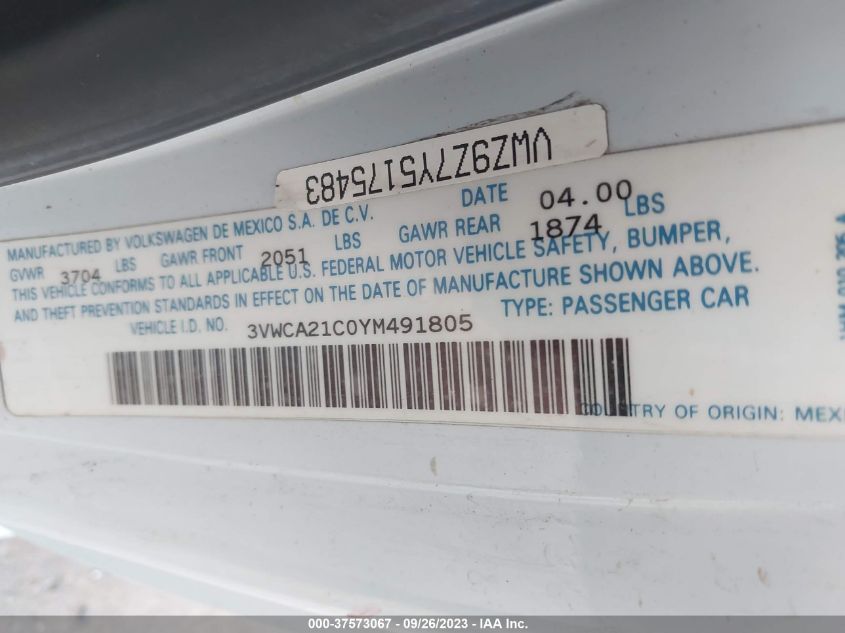 VWZ9Z7Y5175483
MANUFACTURED BY VOLKSWAGEN DE MEXICO S.A. DE C.V. DATE 04.00
GVWR 3704 LBS GAWR FRONT 2051 LBS GAWR REAR 1874 LBS
THIS VEHICLE CONFORMS TO ALL APPLICABLE U.S. FEDERAL MOTOR VEHICLE SAFETY, BUMPER,
AND THEFT PREVENTION STANDARDS IN EFFECT ON THE DATE OF MANUFACTURE SHOWN ABOVE.
VEHICLE I.D. NO. 3VWCA21C0YM491805 TYPE: PASSENGER CAR
COUNTRY OF ORIGIN: MEXI
000-37573067 - 09/26/2023 - IAA Inc.